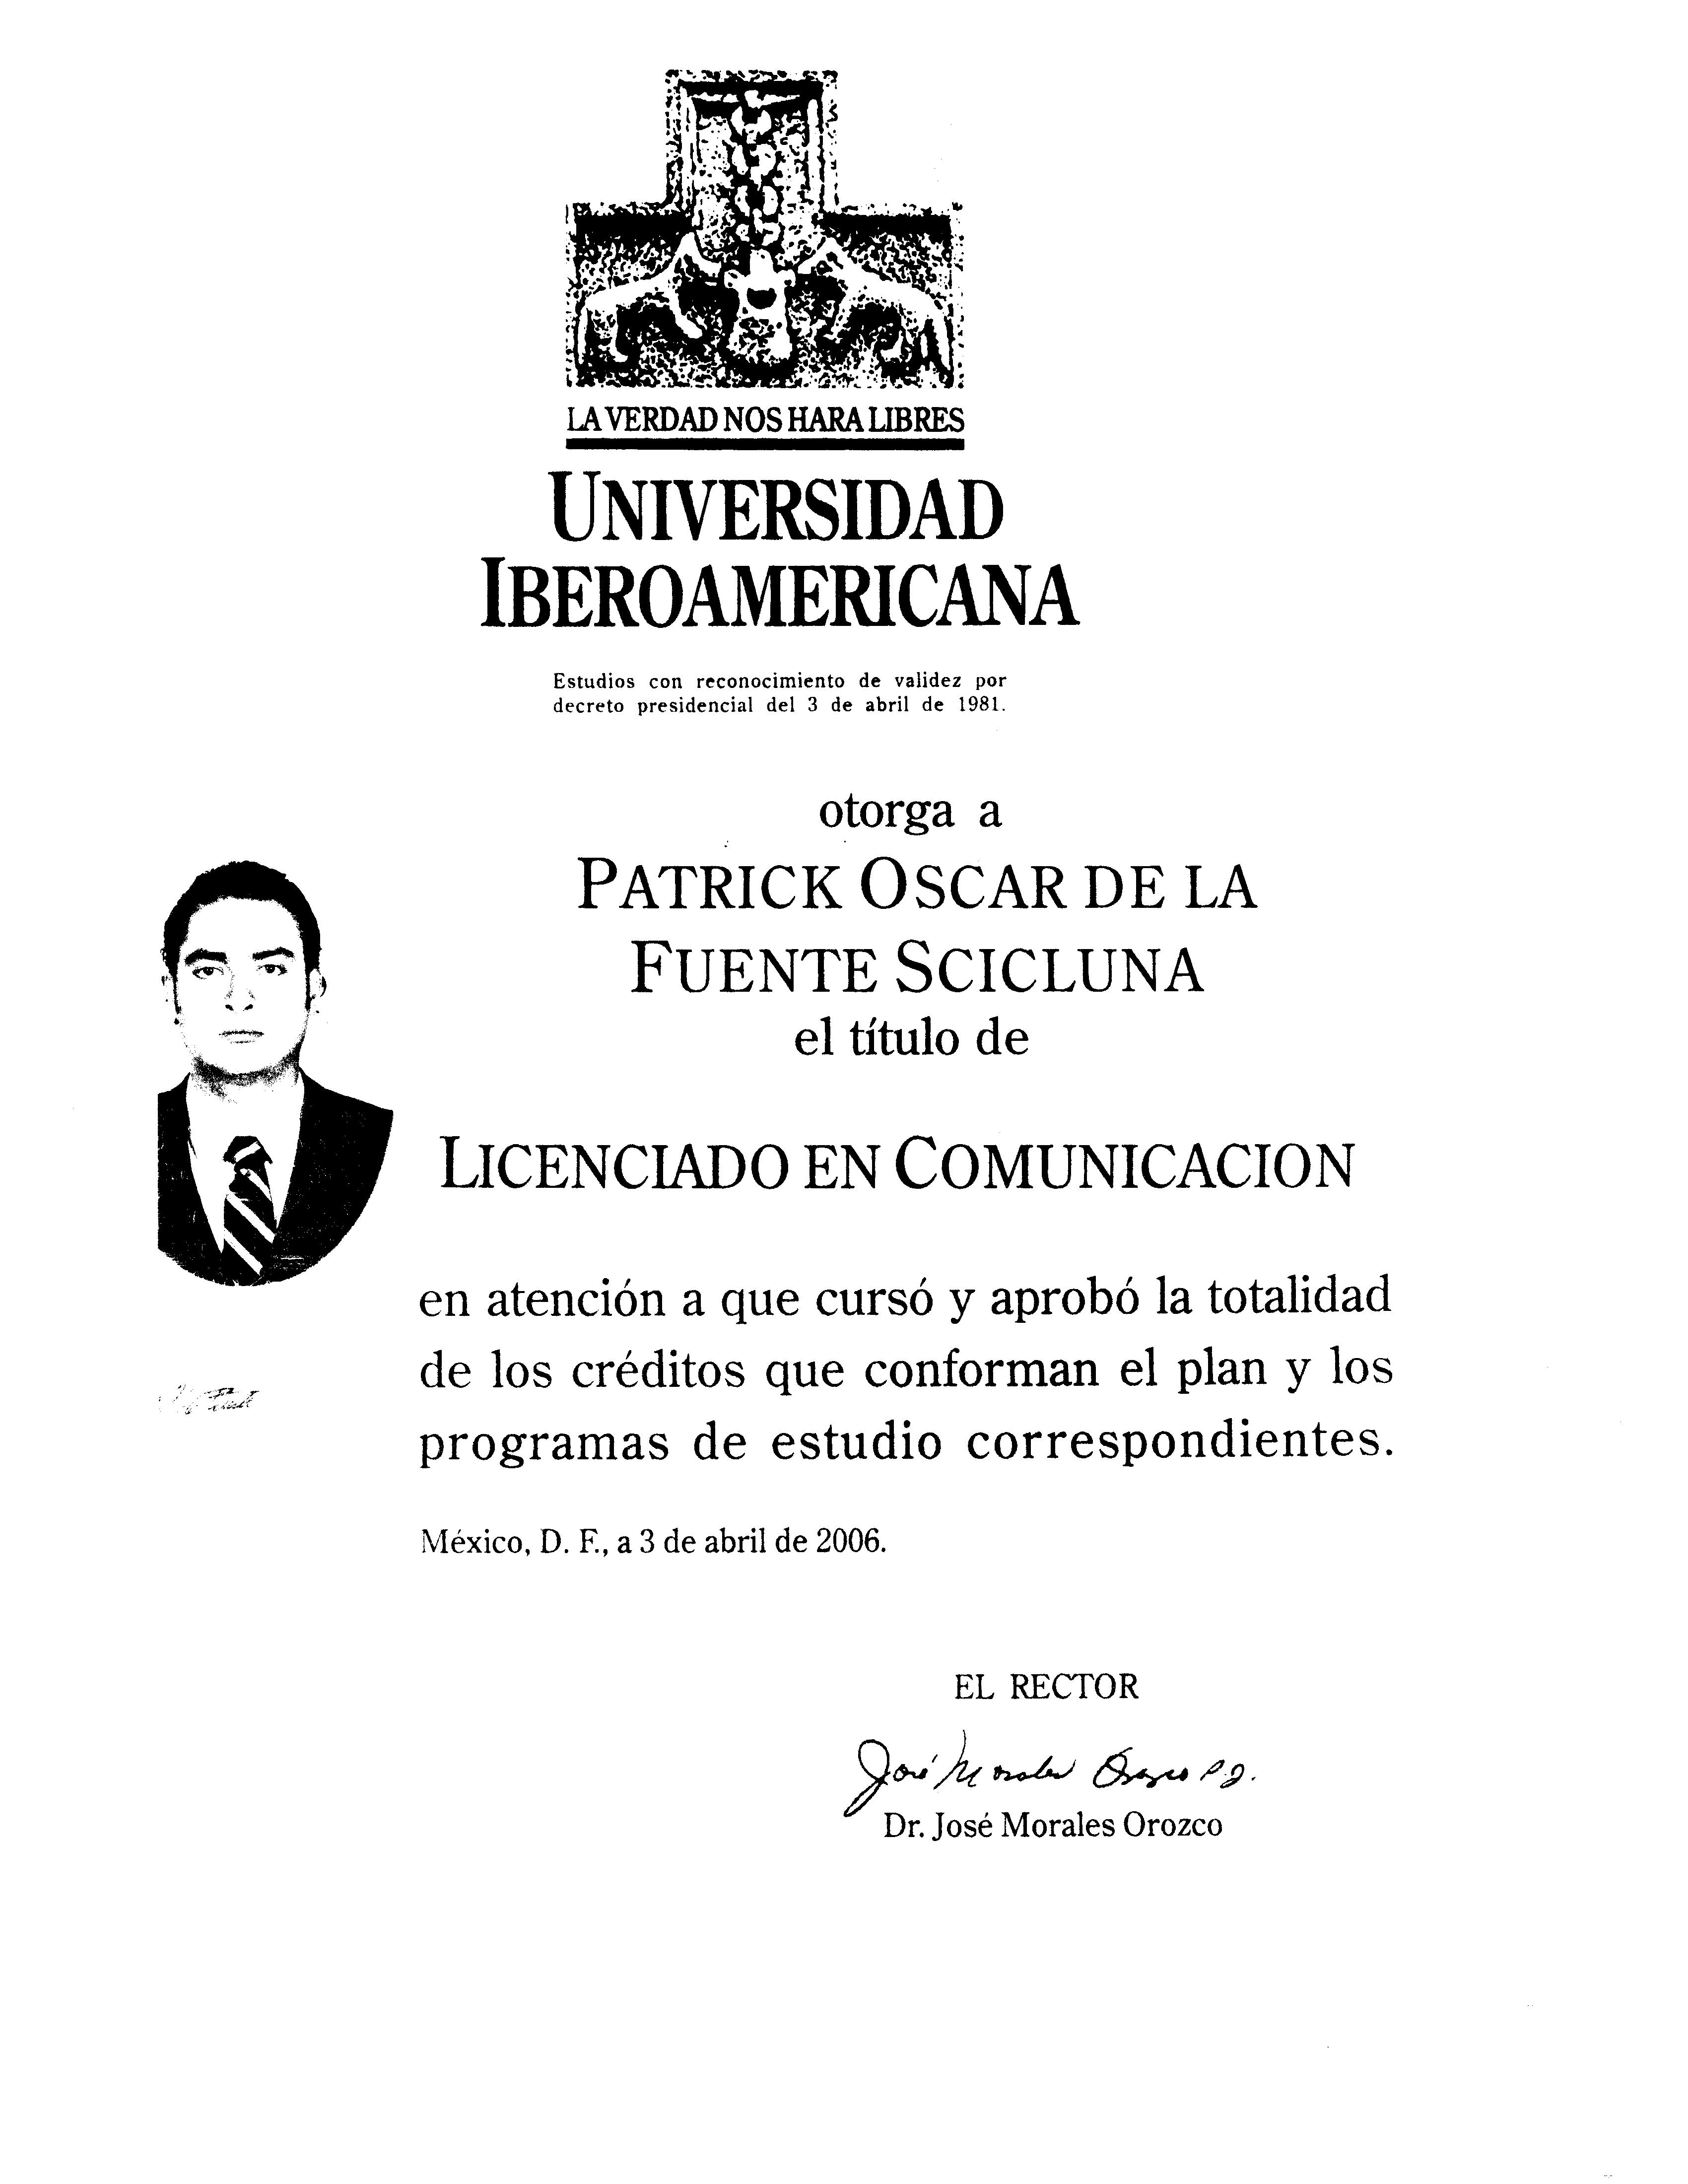 LA VERDAD NOS HARA LIBRES
UNIVERSIDAD
IBEROAMERICANA
Estudios con reconocimiento de validez por
decreto presidencial del 3 de abril de 1981.
otorga a
PATRICK OSCAR DE LA
FUENTE SCICLUNA
el título de
LICENCIADO EN COMUNICACION
en atención a que cursó y aprobó la totalidad
de los créditos que conforman el plan y los
programas de estudio correspondientes.
México, D. F., a 3 de abril de 2006.
EL RECTOR
José Morales Orozco
Dr. José Morales Orozco